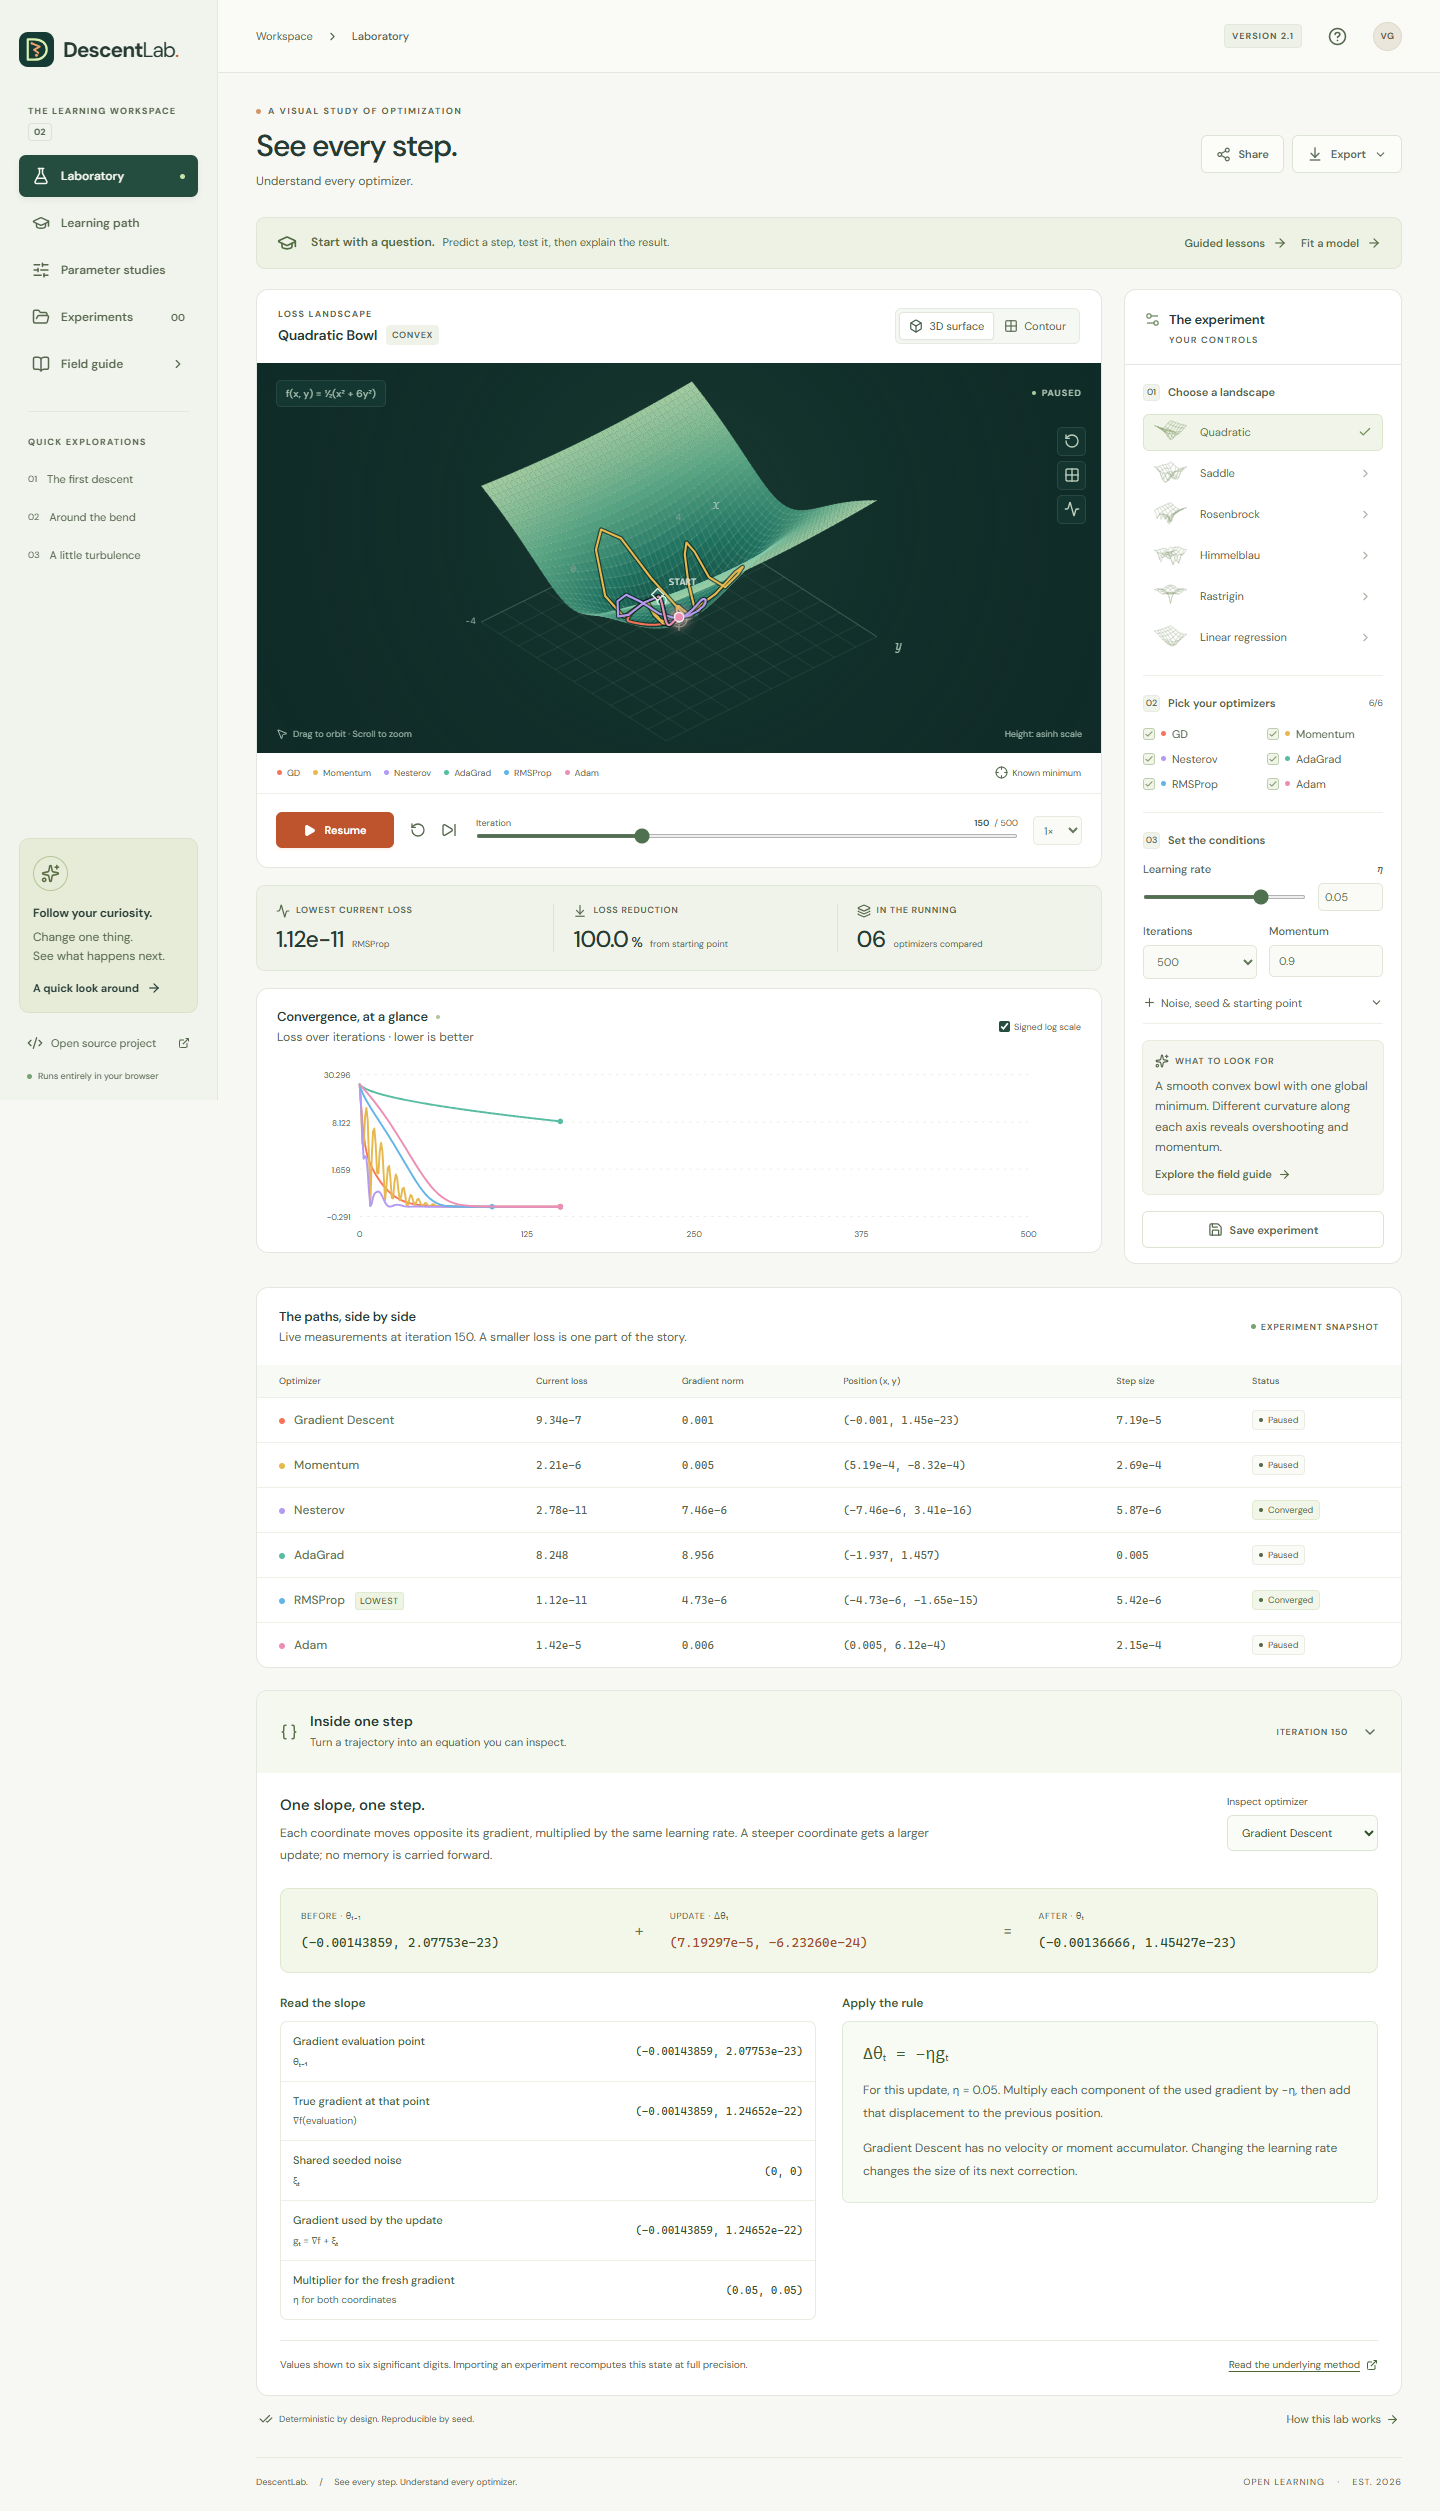 DescentLab.
THE LEARNING WORKSPACE
02
Laboratory
Learning path
Parameter studies
Experiments 00
Field guide
QUICK EXPLORATIONS
01 The first descent
02 Around the bend
03 A little turbulence
Follow your curiosity.
Change one thing.
See what happens next.
A quick look around
Open source project
Runs entirely in your browser
Workspace Laboratory
VERSION 2.1
VG
A VISUAL STUDY OF OPTIMIZATION
See every step.
Understand every optimizer.
Share
Export
Start with a question. Predict a step, test it, then explain the result.
Guided lessons
Fit a model
LOSS LANDSCAPE
Quadratic Bowl CONVEX
3D surface
Contour
f(x, y) = ½(x² + 6y²)
PAUSED
x
4
START
-4
y
Drag to orbit · Scroll to zoom
Height: asinh scale
GD Momentum Nesterov AdaGrad RMSProp Adam
Known minimum
Resume
Iteration 150 / 500
1×
LOWEST CURRENT LOSS
1.12e-11 RMSProp
LOSS REDUCTION
100.0 % from starting point
IN THE RUNNING
06 optimizers compared
Convergence, at a glance
Loss over iterations · lower is better
Signed log scale
30.296
8.122
1.659
−0.291
0 125 250 375 500
The experiment
YOUR CONTROLS
01 Choose a landscape
Quadratic
Saddle
Rosenbrock
Himmelblau
Rastrigin
Linear regression
02 Pick your optimizers 6/6
GD Momentum
Nesterov AdaGrad
RMSProp Adam
03 Set the conditions
Learning rate η
0.05
Iterations Momentum
500 0.9
Noise, seed & starting point
WHAT TO LOOK FOR
A smooth convex bowl with one global
minimum. Different curvature along
each axis reveals overshooting and
momentum.
Explore the field guide
Save experiment
The paths, side by side
Live measurements at iteration 150. A smaller loss is one part of the story.
EXPERIMENT SNAPSHOT
Optimizer Current loss Gradient norm Position (x, y) Step size Status
Gradient Descent 9.34e−7 0.001 (−0.001, 1.45e−23) 7.19e−5 Paused
Momentum 2.21e−6 0.005 (5.19e−4, −8.32e−4) 2.69e−4 Paused
Nesterov 2.78e−11 7.46e−6 (−7.46e−6, 3.41e−16) 5.87e−6 Converged
AdaGrad 8.248 8.956 (−1.937, 1.457) 0.005 Paused
RMSProp LOWEST 1.12e−11 4.73e−6 (−4.73e−6, −1.65e−15) 5.42e−6 Converged
Adam 1.42e−5 0.006 (0.005, 6.12e−4) 2.15e−4 Paused
{} Inside one step
Turn a trajectory into an equation you can inspect.
ITERATION 150
One slope, one step.
Each coordinate moves opposite its gradient, multiplied by the same learning rate. A steeper coordinate gets a larger
update; no memory is carried forward.
Inspect optimizer
Gradient Descent
BEFORE · θₜ₋₁
(−0.00143859, 2.07753e−23)
+
UPDATE · Δθₜ
(7.19297e−5, −6.23260e−24)
=
AFTER · θₜ
(−0.00136666, 1.45427e−23)
Read the slope
Gradient evaluation point
θₜ₋₁
(−0.00143859, 2.07753e−23)
True gradient at that point
∇f(evaluation)
(−0.00143859, 1.24652e−22)
Shared seeded noise
ξₜ
(0, 0)
Gradient used by the update
gₜ = ∇f + ξₜ
(−0.00143859, 1.24652e−22)
Multiplier for the fresh gradient
η for both coordinates
(0.05, 0.05)
Apply the rule
Δθₜ = −ηgₜ
For this update, η = 0.05. Multiply each component of the used gradient by −η, then add
that displacement to the previous position.
Gradient Descent has no velocity or moment accumulator. Changing the learning rate
changes the size of its next correction.
Values shown to six significant digits. Importing an experiment recomputes this state at full precision.
Read the underlying method
Deterministic by design. Reproducible by seed.
How this lab works
DescentLab. / See every step. Understand every optimizer.
OPEN LEARNING · EST. 2026